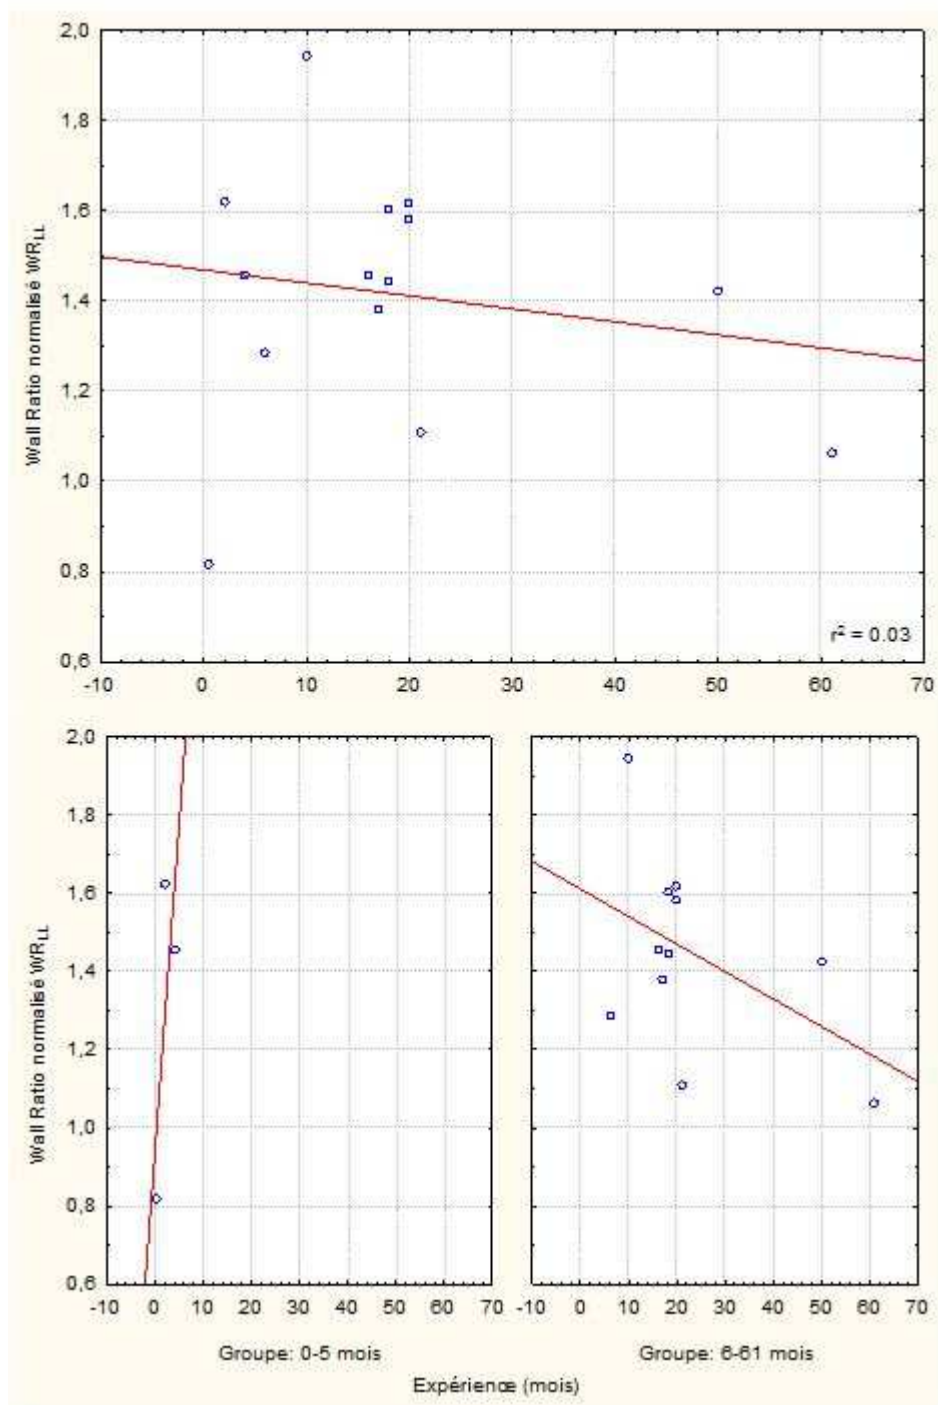 2,0
1,8
1,6
1,4
1,2
1,0
0,8
0,6
Wall Ratio normalisé WR_LL
r² = 0.03
-10 0 10 20 30 40 50 60 70
2,0
1,8
1,6
1,4
1,2
1,0
0,8
0,6
Wall Ratio normalisé WR_LL
-10 0 10 20 30 40 50 60 70 -10 0 10 20 30 40 50 60 70
Groupe: 0-5 mois Groupe: 6-61 mois
Expérience (mois)